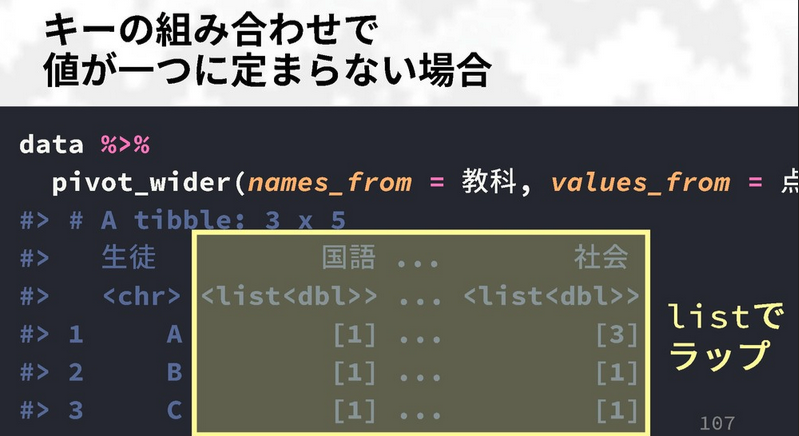 キーの組み合わせで
値が一つに定まらない場合
data %>%
pivot_wider(names_from = 教科, values_from = 点
#> # A tibble: 3 x 5
#> 生徒 国語 ... 社会
#> <chr> <list<dbl>> ... <list<dbl>>
#> 1 A [1] ... [3]
#> 2 B [1] ... [1]
#> 3 C [1] ... [1]
listで
ラップ
107